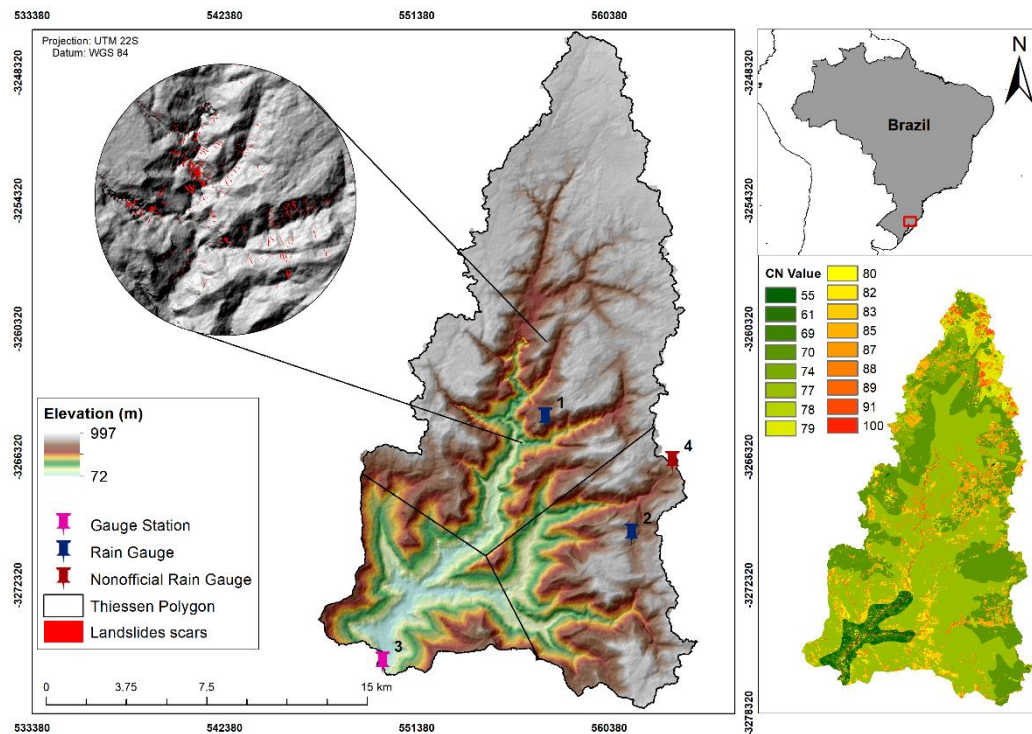 533380 542380 551380 560380
Projection: UTM 22S
Datum: WGS 84
-3248320
-3254320
-3260320
-3266320
-3272320
-3278320
1
4
2
3
Elevation (m)
997
72
Gauge Station
Rain Gauge
Nonofficial Rain Gauge
Thiessen Polygon
Landslides scars
0 3.75 7.5 15 km
533380 542380 551380 560380
N
Brazil
-3248320
-3254320
-3260320
-3266320
-3272320
-3278320
CN Value
55
61
69
70
74
77
78
79
80
82
83
85
87
88
89
91
100